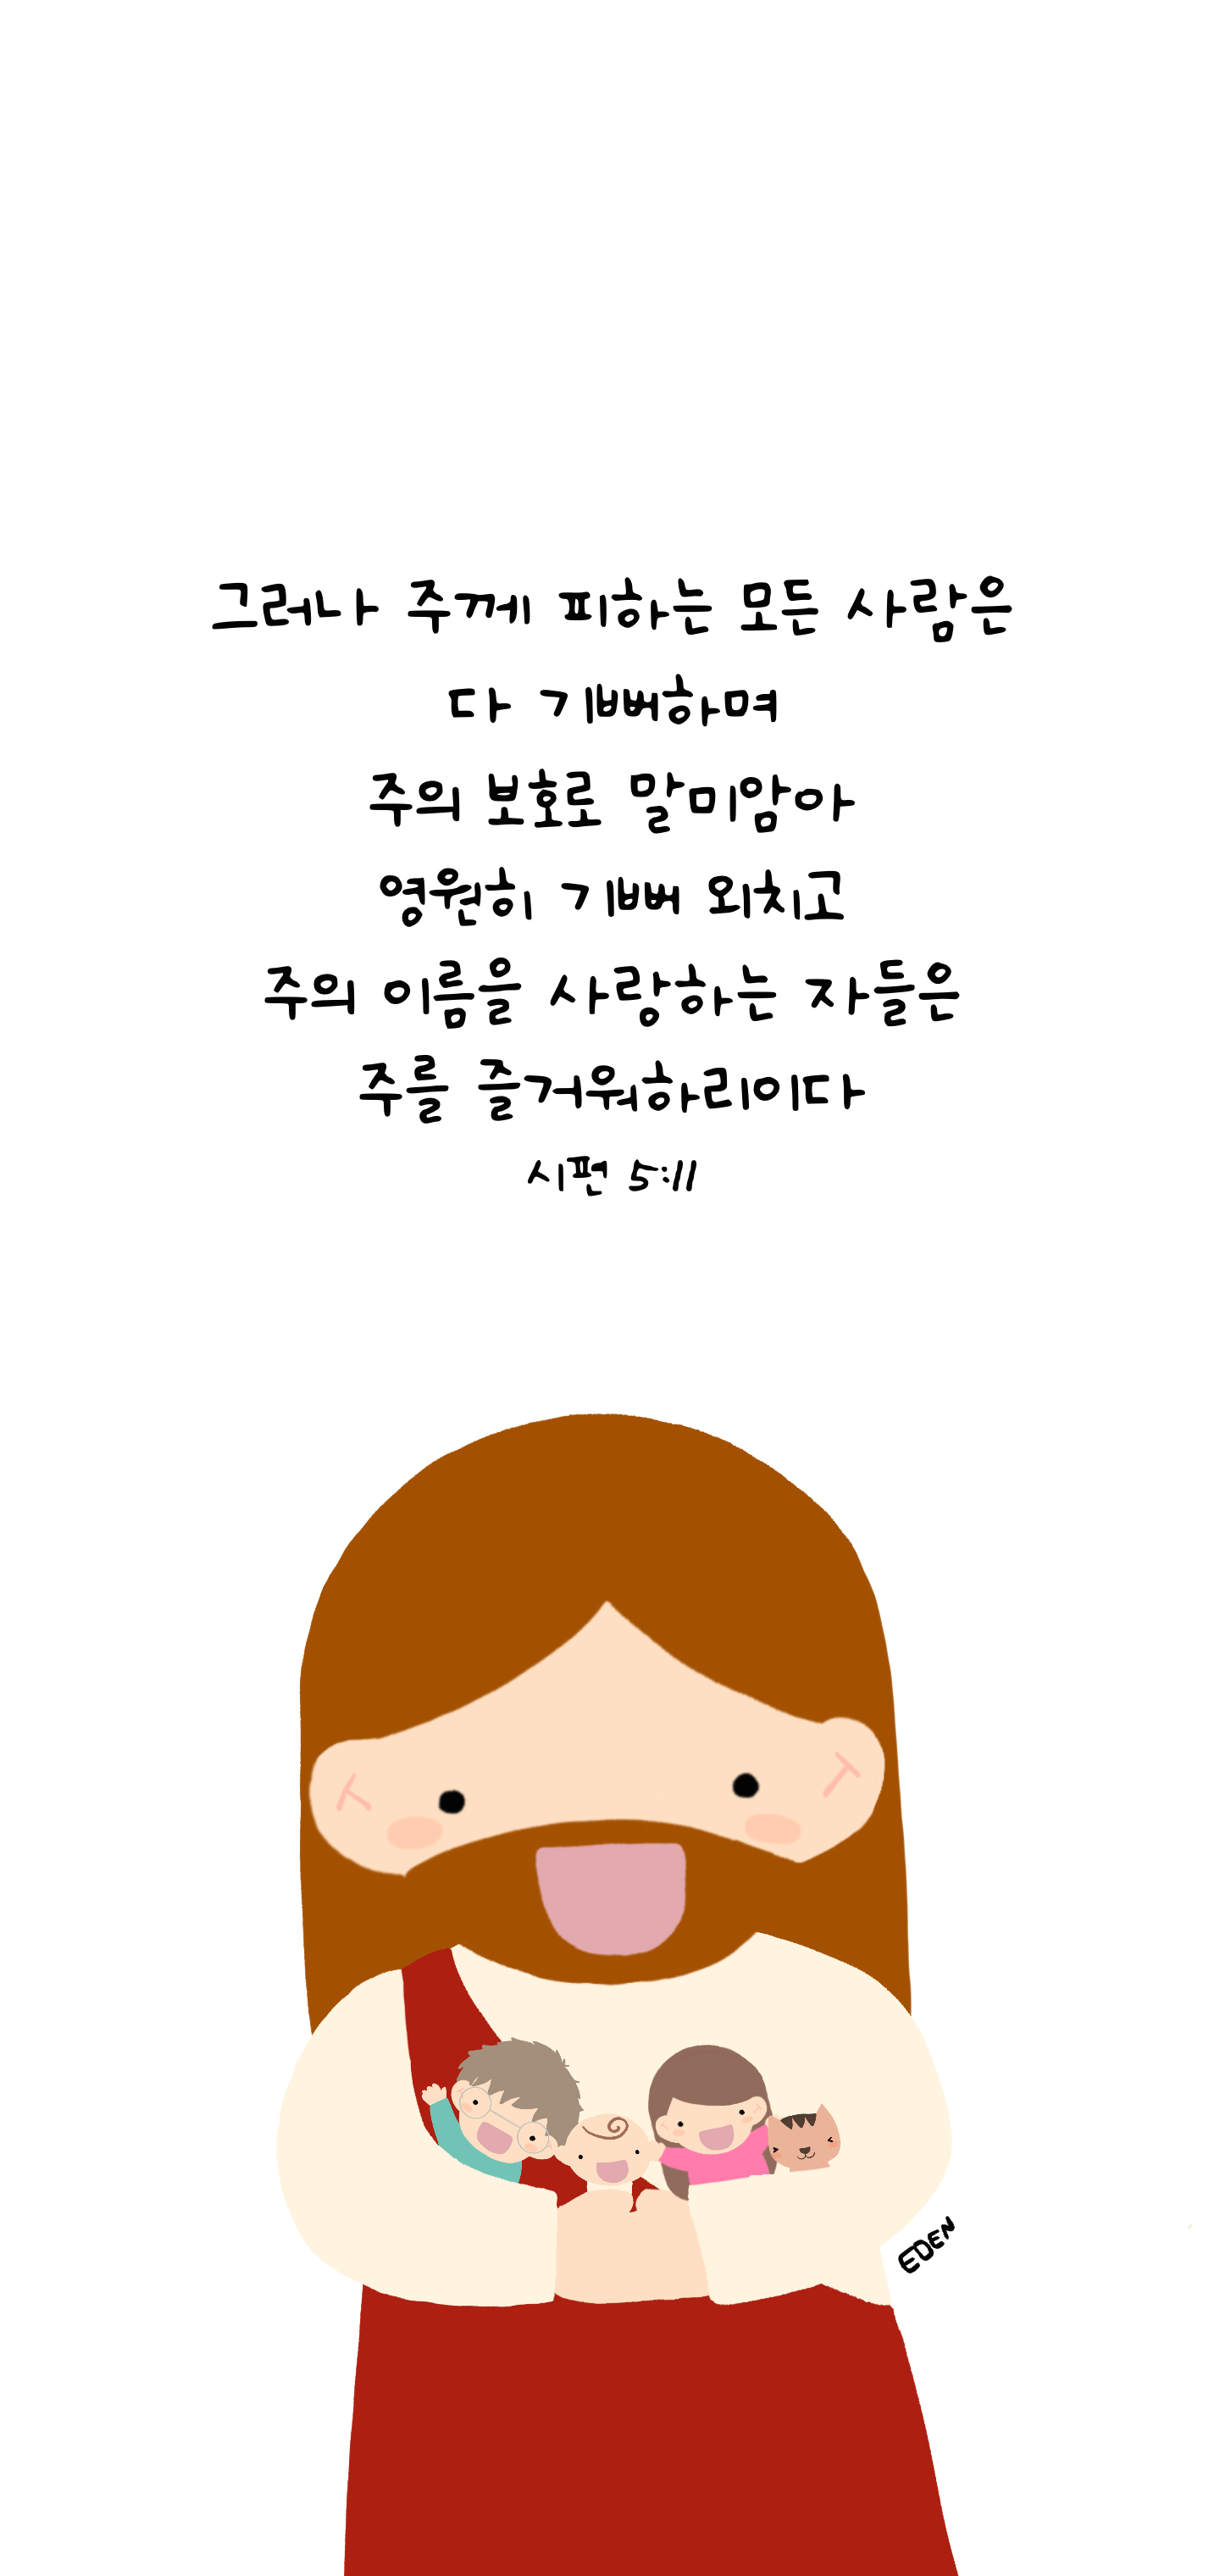 그러나 주께 피하는 모든 사람은
다 기뻐하며
주의 보호로 말미암아
영원히 기뻐 외치고
주의 이름을 사랑하는 자들은
주를 즐거워하리이다
시편 5:11
EDEN